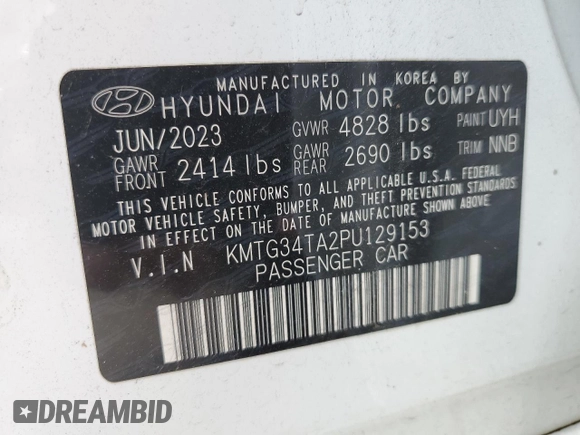 MANUFACTURED IN KOREA BY
HYUNDAI MOTOR COMPANY
JUN/2023 GVWR 4828 lbs PAINT UYH
GAWR FRONT 2414 lbs GAWR REAR 2690 lbs TRIM NNB
THIS VEHICLE CONFORMS TO ALL APPLICABLE U.S.A. FEDERAL
MOTOR VEHICLE SAFETY, BUMPER, AND THEFT PREVENTION STANDARDS
IN EFFECT ON THE DATE OF MANUFACTURE SHOWN ABOVE.
V.I.N KMTG34TA2PU129153
PASSENGER CAR
DREAMBID